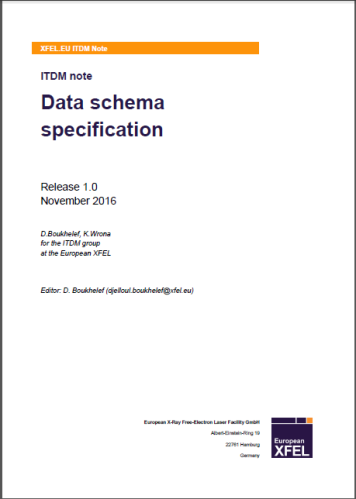 XFEL.EU ITDM Note
ITDM note
Data schema
specification
Release 1.0
November 2016
D.Boukhelef, K.Wrona
for the ITDM group
at the European XFEL
Editor: D. Boukhelef (djelloul.boukhelef@xfel.eu)
European X-Ray Free-Electron Laser Facility GmbH
Albert-Einstein-Ring 19
22761 Hamburg
Germany
European
XFEL